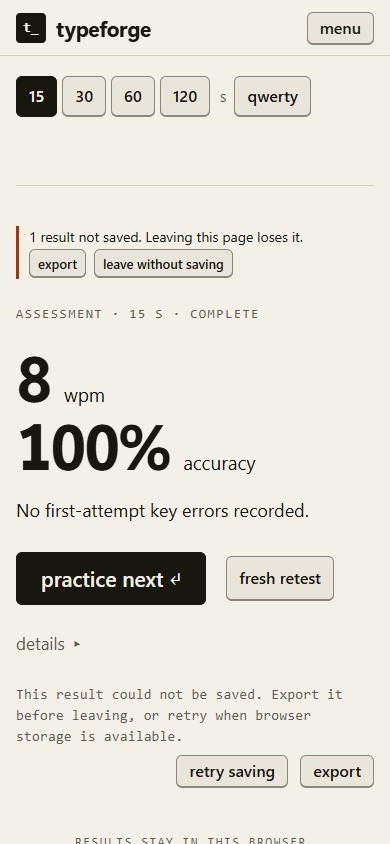 t_ typeforge menu
15 30 60 120 s qwerty
1 result not saved. Leaving this page loses it.
export leave without saving
ASSESSMENT · 15 S · COMPLETE
8 wpm
100% accuracy
No first-attempt key errors recorded.
practice next ↵ fresh retest
details ▸
This result could not be saved. Export it
before leaving, or retry when browser
storage is available.
retry saving export
RESULTS STAY IN THIS BROWSER